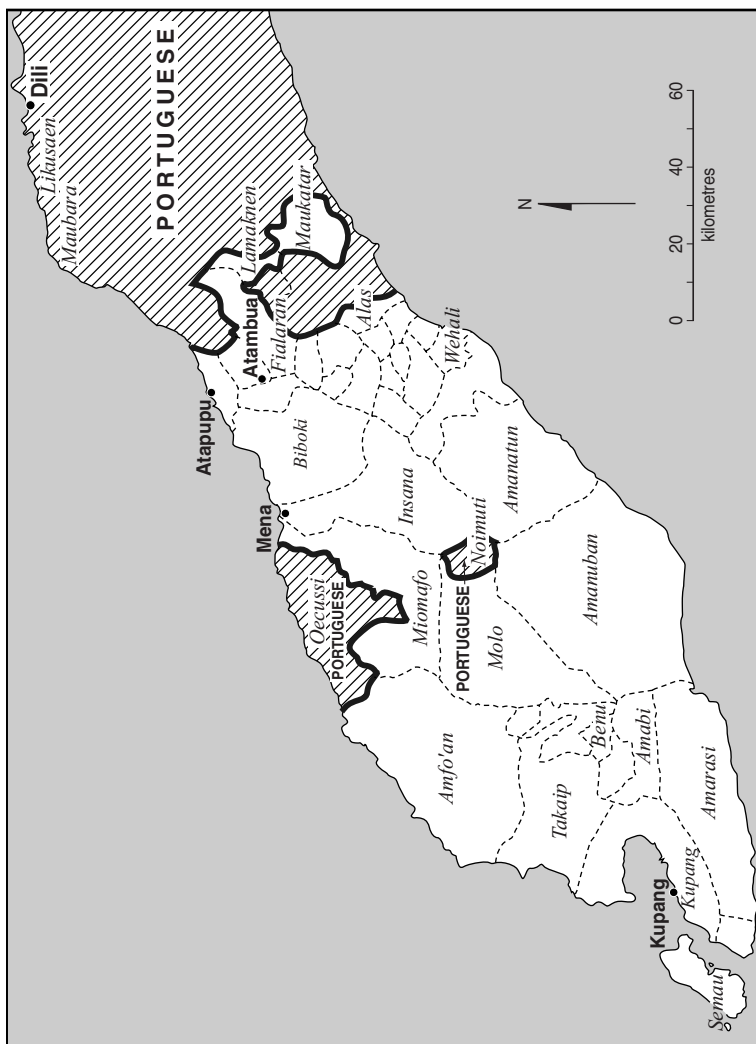 Dili
PORTUGUESE
Likusaen
Maubara
Lamaknen
Maukatar
Atambua
Fialaran
Alas
Wehali
Atapupu
Biboki
Mena
Insana
Amanatun
Noimuti
Oecussi
PORTUGUESE
Miomafo
PORTUGUESE
Molo
Amanuban
Amfo'an
Benu
Amabi
Takaip
Amarasi
Kupang
Kupang
Semau
N
0 20 40 60
kilometres